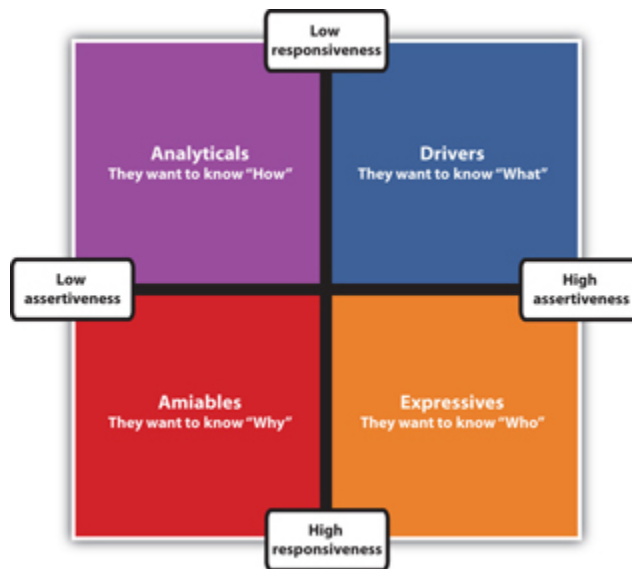 Low
responsiveness
Analyticals
They want to know “How”
Drivers
They want to know “What”
Low
assertiveness
High
assertiveness
Amiables
They want to know “Why”
Expressives
They want to know “Who”
High
responsiveness